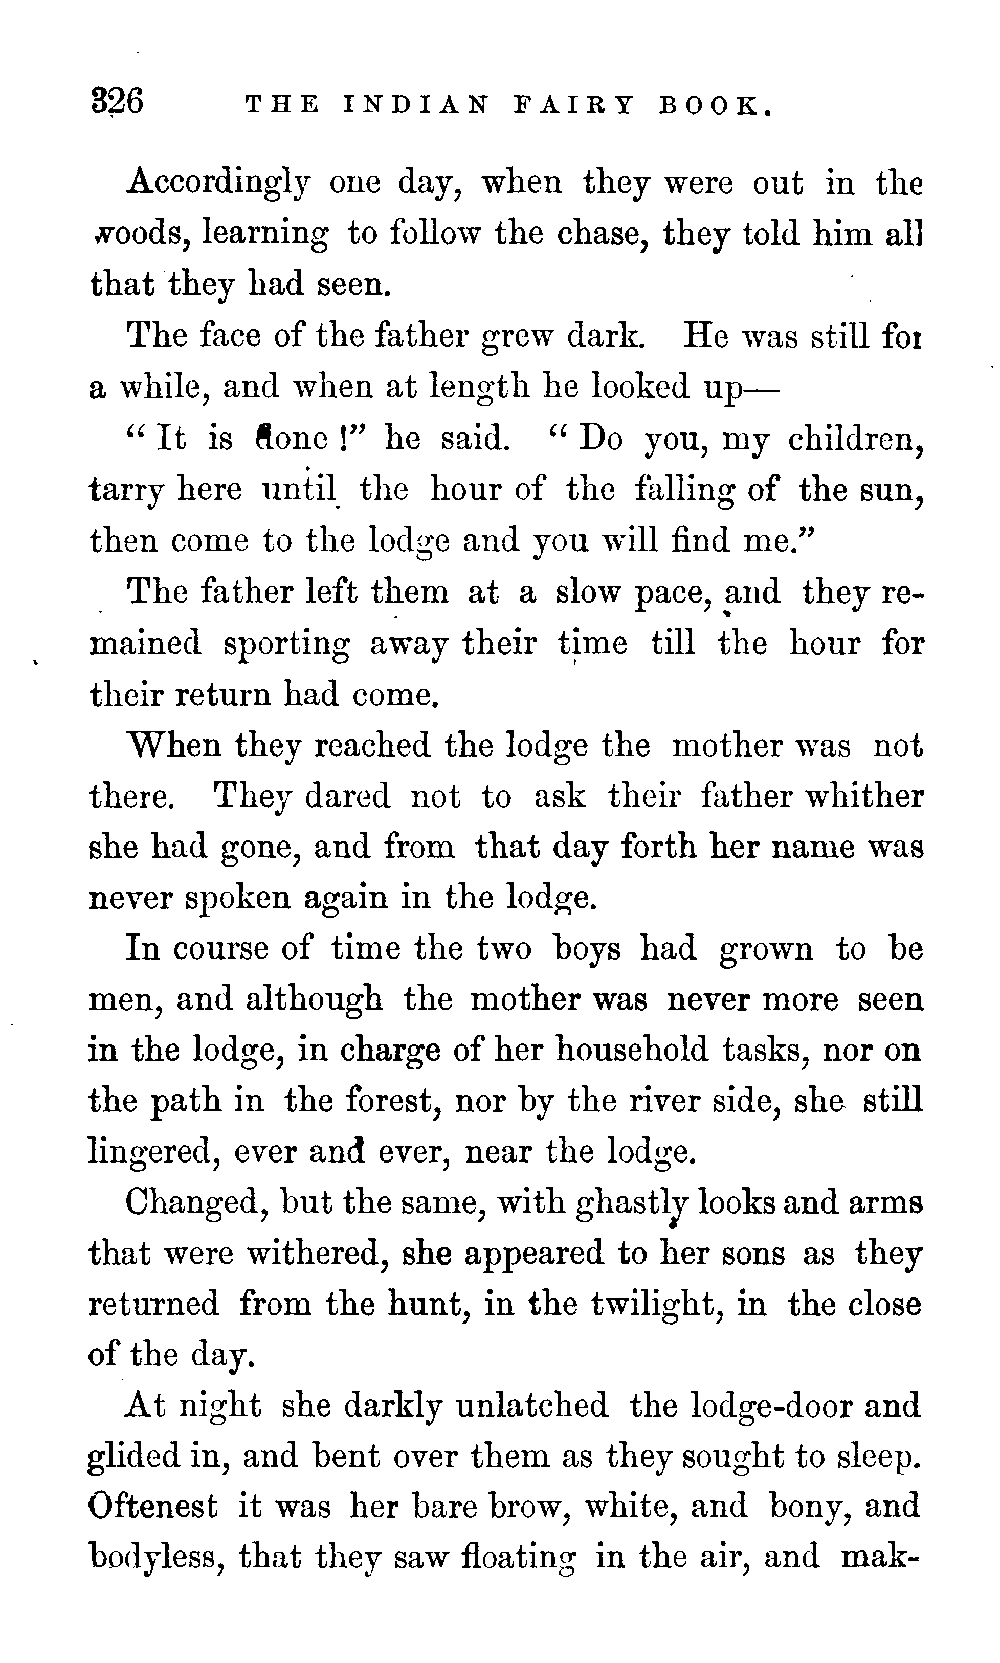 326 THE INDIAN FAIRY BOOK.
Accordingly one day, when they were out in the
woods, learning to follow the chase, they told him all
that they had seen.
The face of the father grew dark. He was still for
a while, and when at length he looked up—
“ It is done !” he said. “ Do you, my children,
tarry here until the hour of the falling of the sun,
then come to the lodge and you will find me.”
The father left them at a slow pace, and they re-
mained sporting away their time till the hour for
their return had come.
When they reached the lodge the mother was not
there. They dared not to ask their father whither
she had gone, and from that day forth her name was
never spoken again in the lodge.
In course of time the two boys had grown to be
men, and although the mother was never more seen
in the lodge, in charge of her household tasks, nor on
the path in the forest, nor by the river side, she still
lingered, ever and ever, near the lodge.
Changed, but the same, with ghastly looks and arms
that were withered, she appeared to her sons as they
returned from the hunt, in the twilight, in the close
of the day.
At night she darkly unlatched the lodge-door and
glided in, and bent over them as they sought to sleep.
Oftenest it was her bare brow, white, and bony, and
bodyless, that they saw floating in the air, and mak-